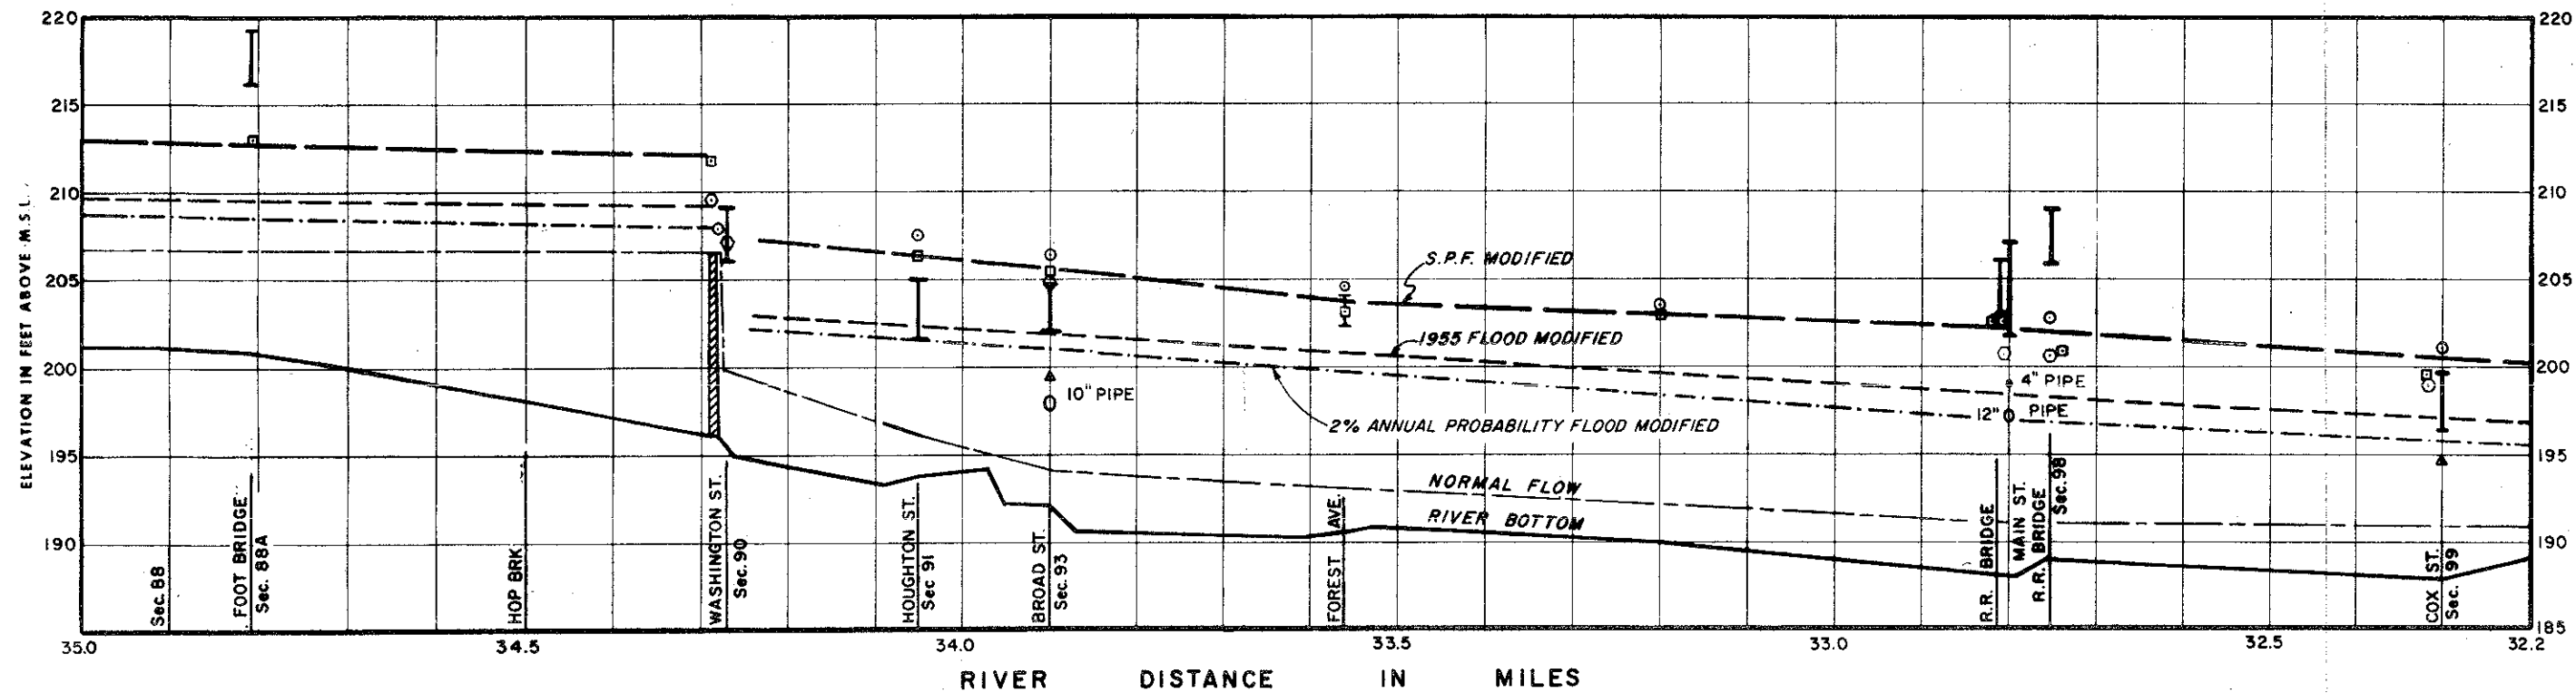 220
215
210
205
200
195
190
ELEVATION IN FEET ABOVE M.S.L.
220
215
210
205
200
195
190
185
S.P.F. MODIFIED
1955 FLOOD MODIFIED
2% ANNUAL PROBABILITY FLOOD MODIFIED
NORMAL FLOW
RIVER BOTTOM
10" PIPE
4" PIPE
12" PIPE
Sec. 88
FOOT BRIDGE
Sec. 88A
HOP BRK
WASHINGTON ST.
Sec. 90
HOUGHTON ST.
Sec 91
BROAD ST.
Sec. 93
FOREST AVE.
R.R. BRIDGE
MAIN ST.
R.R. BRIDGE
Sec. 98
COX ST.
Sec. 99
35.0
34.5
34.0
33.5
33.0
32.5
32.2
RIVER DISTANCE IN MILES